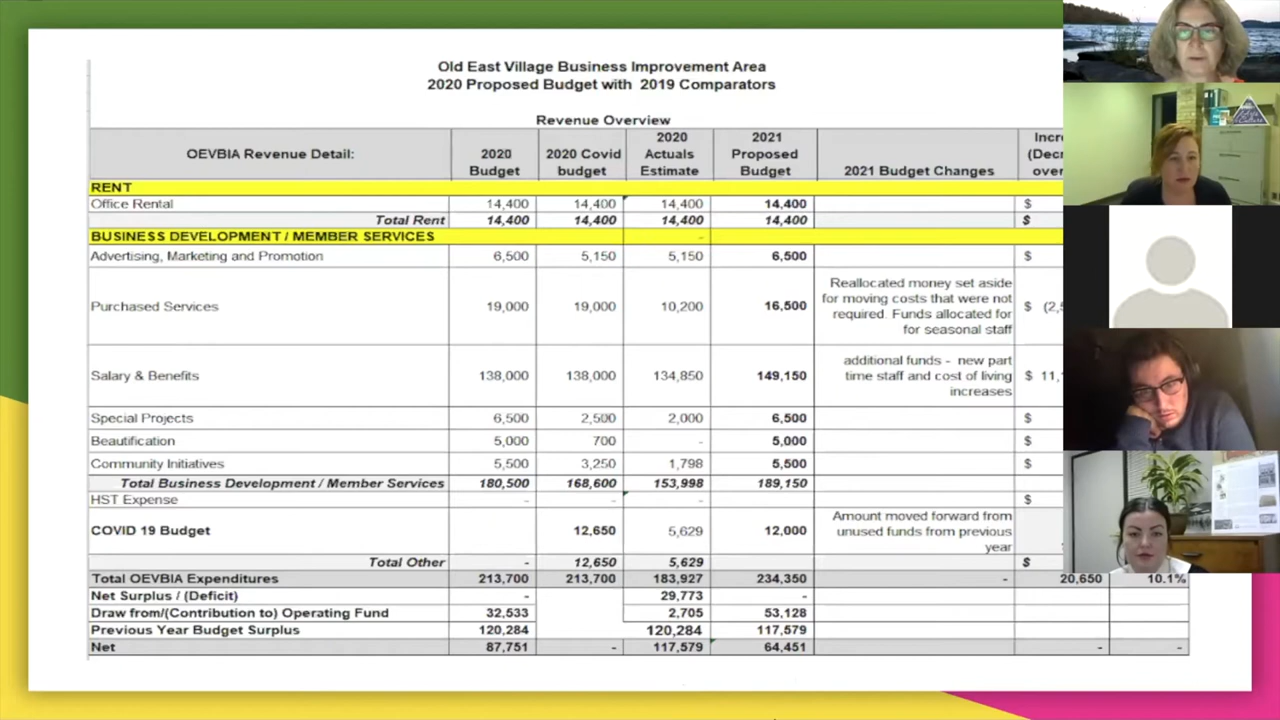 Old East Village Business Improvement Area
2020 Proposed Budget with 2019 Comparators
Revenue Overview
OEVBIA Revenue Detail: 2020 Budget 2020 Covid budget 2020 Actuals Estimate 2021 Proposed Budget 2021 Budget Changes
RENT
Office Rental 14,400 14,400 14,400 14,400 $
Total Rent 14,400 14,400 14,400 14,400 $
BUSINESS DEVELOPMENT / MEMBER SERVICES -
Advertising, Marketing and Promotion 6,500 5,150 5,150 6,500 $
Reallocated money set aside
for moving costs that were not
Purchased Services 19,000 19,000 10,200 16,500 required. Funds allocated for $
for seasonal staff
additional funds - new part
Salary & Benefits 138,000 138,000 134,850 149,150 time staff and cost of living $
increases
Special Projects 6,500 2,500 2,000 6,500 $
Beautification 5,000 700 - 5,000 $
Community Initiatives 5,500 3,250 1,798 5,500 $
Total Business Development / Member Services 180,500 168,600 153,998 189,150
HST Expense - - - $
Amount moved forward from
COVID 19 Budget 12,650 5,629 12,000 unused funds from previous
year
Total Other - 12,650 5,629 $
Total OEVBIA Expenditures 213,700 213,700 183,927 234,350 - 20,650 10.1%
Net Surplus / (Deficit) - 29,773 -
Draw from/(Contribution to) Operating Fund 32,533 2,705 53,128
Previous Year Budget Surplus 120,284 120,284 117,579
Net 87,751 - 117,579 64,451 - -